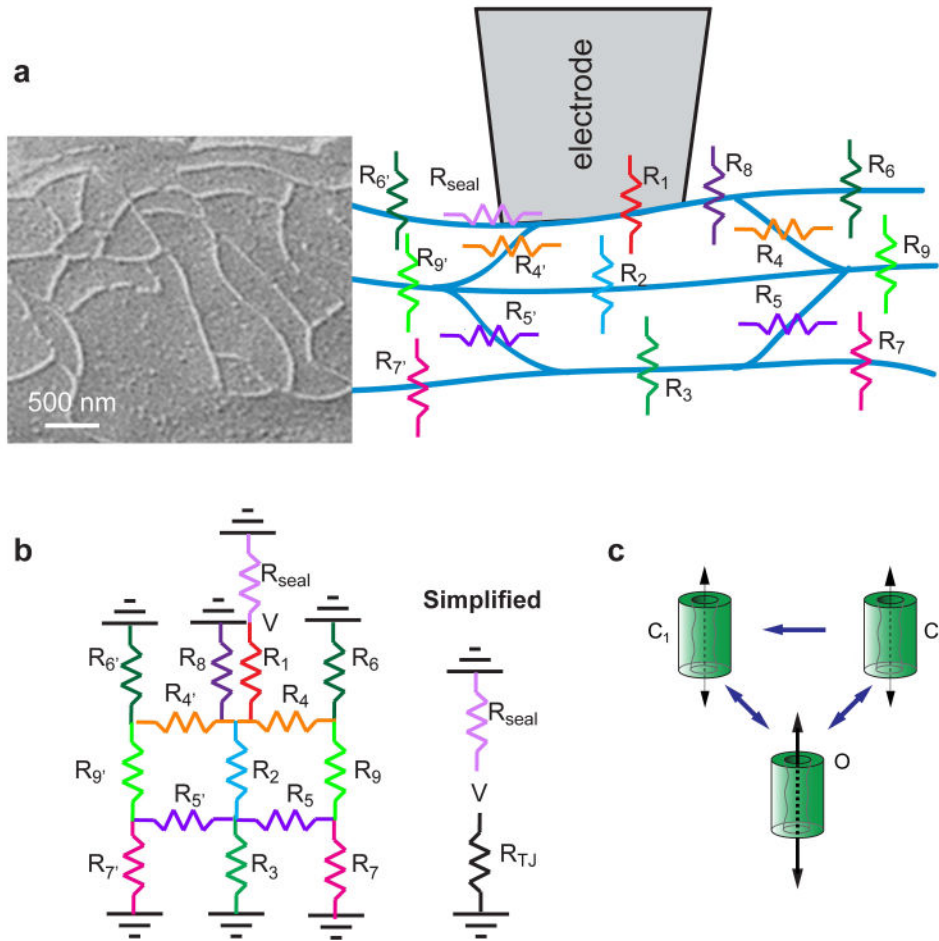 a
electrode
500 nm
R6'
Rseal
R1
R8
R6
R9'
R4'
R2
R4
R9
R5'
R5
R7'
R3
R7
b
Rseal
V
R6'
R8
R1
R6
R4'
R4
R9'
R2
R9
R5'
R5
R7'
R3
R7
Simplified
Rseal
V
RTJ
c
C1
C
O